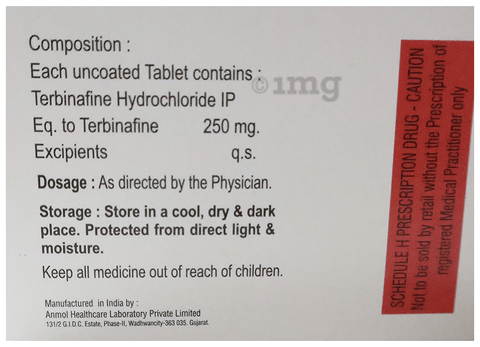 Composition :
Each uncoated Tablet contains :
Terbinafine Hydrochloride IP
Eq. to Terbinafine 250 mg.
Excipients q.s.
Dosage : As directed by the Physician.
Storage : Store in a cool, dry & dark
place. Protected from direct light &
moisture.
Keep all medicine out of reach of children.
Manufactured in India by :
Anmol Healthcare Laboratory Private Limited
131/2 G.I.D.C. Estate, Phase-II, Wadhwancity-363 035. Gujarat.
SCHEDULE H PRESCRIPTION DRUG - CAUTION
Not to be sold by retail without the Prescription of
registered Medical Practitioner only
©1mg